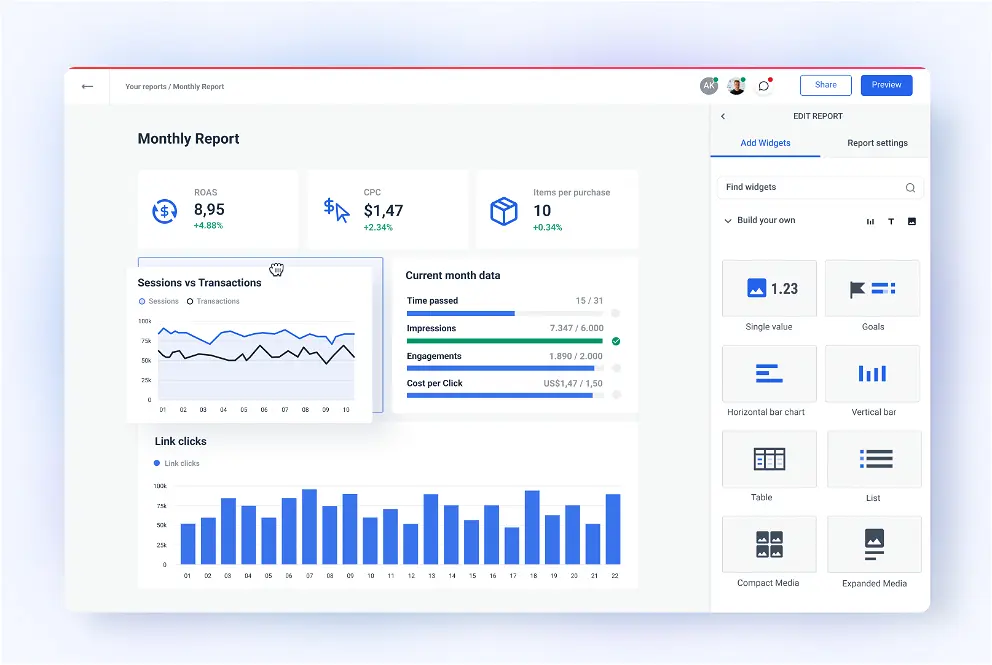 Your reports / Monthly Report
AK
Share
Preview
Monthly Report
ROAS
8,95
+4.88%
CPC
$1,47
+2.34%
Items per purchase
10
+0.34%
Sessions vs Transactions
Sessions Transactions
100k
75k
50k
25k
0
01 02 03 04 05 06 07 08 09 10
Current month data
Time passed 15 / 31
Impressions 7.347 / 6.000
Engagements 1.890 / 2.000
Cost per Click US$1,47 / 1,50
Link clicks
Link clicks
100k
75k
50k
25k
0
01 02 03 04 05 06 07 08 09 10 11 12 13 14 15 16 17 18 19 20 21 22
EDIT REPORT
Add Widgets Report settings
Find widgets
Build your own T
1.23
Single value Goals
Horizontal bar chart Vertical bar
Table List
Compact Media Expanded Media